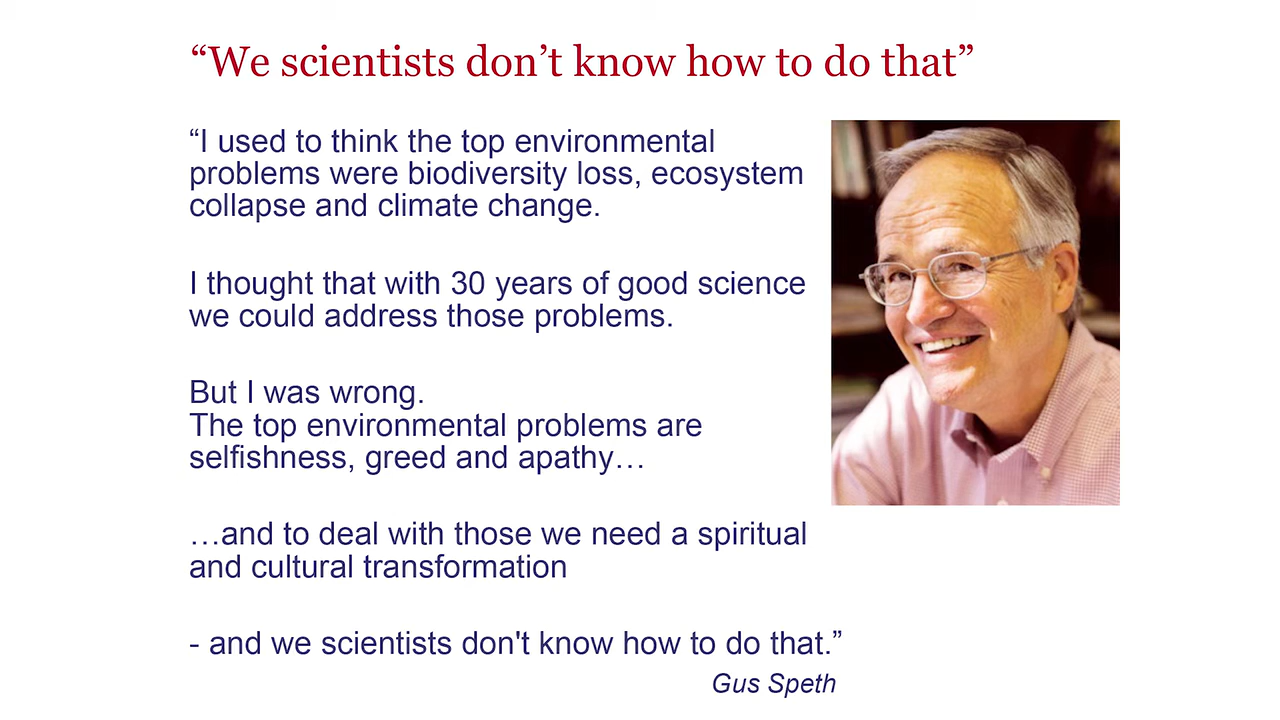 “We scientists don’t know how to do that”
“I used to think the top environmental
problems were biodiversity loss, ecosystem
collapse and climate change.
I thought that with 30 years of good science
we could address those problems.
But I was wrong.
The top environmental problems are
selfishness, greed and apathy…
…and to deal with those we need a spiritual
and cultural transformation
- and we scientists don't know how to do that.”
Gus Speth